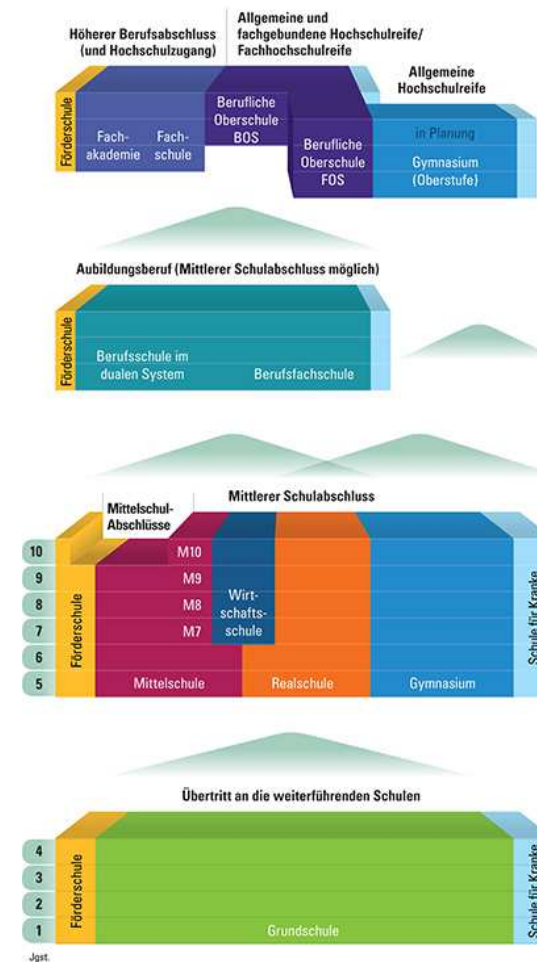 Höherer Berufsabschluss
(und Hochschulzugang)
Allgemeine und
fachgebundene Hochschulreife/
Fachhochschulreife
Allgemeine
Hochschulreife
Förderschule
Fach-
akademie
Fach-
schule
Berufliche
Oberschule
BOS
Berufliche
Oberschule
FOS
in Planung
Gymnasium
(Oberstufe)
Aubildungsberuf (Mittlerer Schulabschluss möglich)
Förderschule
Berufsschule im
dualen System
Berufsfachschule
Mittelschul-
Abschlüsse
Mittlerer Schulabschluss
10
9
8
7
6
5
Förderschule
M10
M9
M8
M7
Mittelschule
Wirt-
schafts-
schule
Realschule
Gymnasium
Schule für Kranke
Übertritt an die weiterführenden Schulen
4
3
2
1
Jgst.
Förderschule
Grundschule
Schule für Kranke